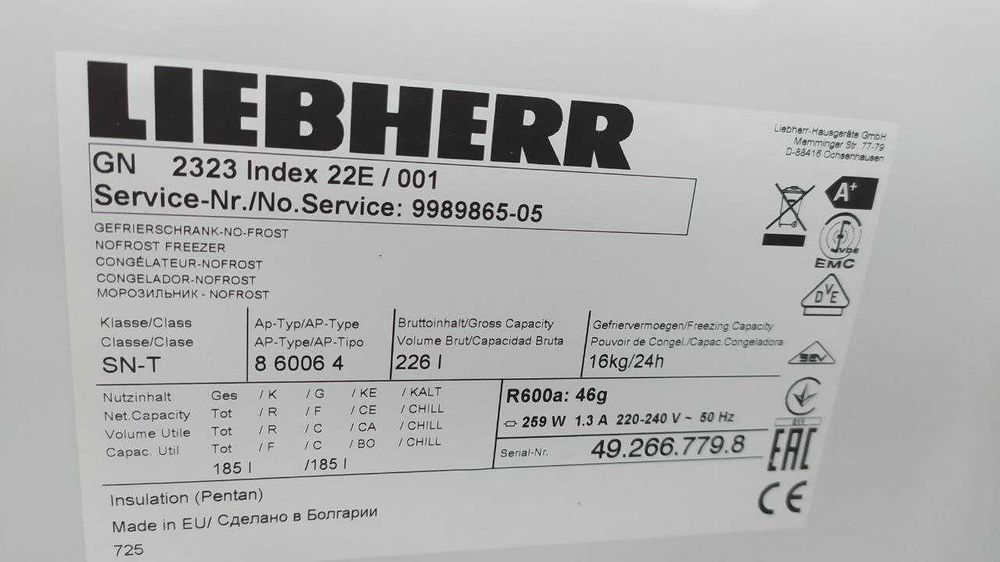 LIEBHERR
Liebherr-Hausgeräte GmbH
Memminger Str. 77-79
D-88416 Ochsenhausen
GN 2323 Index 22E / 001
Service-Nr./No.Service: 9989865-05
A+
VDE
EMC
DVE
SEV
GEFRIERSCHRANK-NO-FROST
NOFROST FREEZER
CONGÉLATEUR-NOFROST
CONGELADOR-NOFROST
МОРОЗИЛЬНИК - NOFROST
Klasse/Class
Classe/Clase
SN-T
Ap-Typ/AP-Type
AP-Type/AP-Tipo
8 6006 4
Bruttoinhalt/Gross Capacity
Volume Brut/Capacidad Bruta
226 l
Gefriervermoegen/Freezing Capacity
Pouvoir de Congel./Capac.Congeladora
16kg/24h
Nutzinhalt Ges / K / G / KE / KALT
Net.Capacity Tot / R / F / CE / CHILL
Volume Utile Tot / R / C / CA / CHILL
Capac. Util Tot / F / C / BO / CHILL
185 l /185 l
R600a: 46g
259 W 1.3 A 220-240 V ~ 50 Hz
Serial-Nr. 49.266.779.8
EAC
CE
Insulation (Pentan)
Made in EU/ Сделано в Болгарии
725